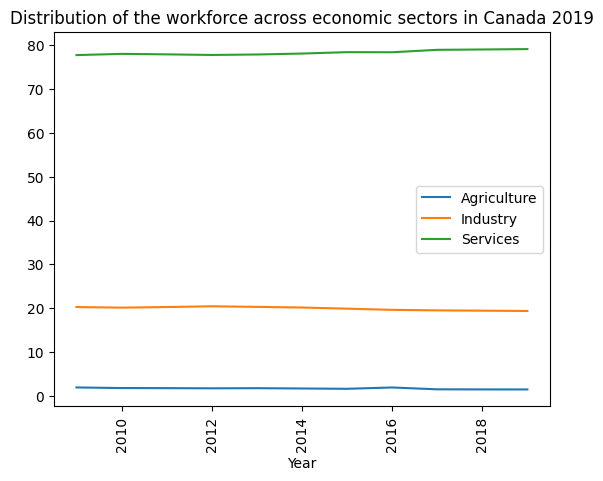 Distribution of the workforce across economic sectors in Canada 2019
80
70
60
50
40
30
20
10
0
Agriculture
Industry
Services
2010
2012
2014
2016
2018
Year